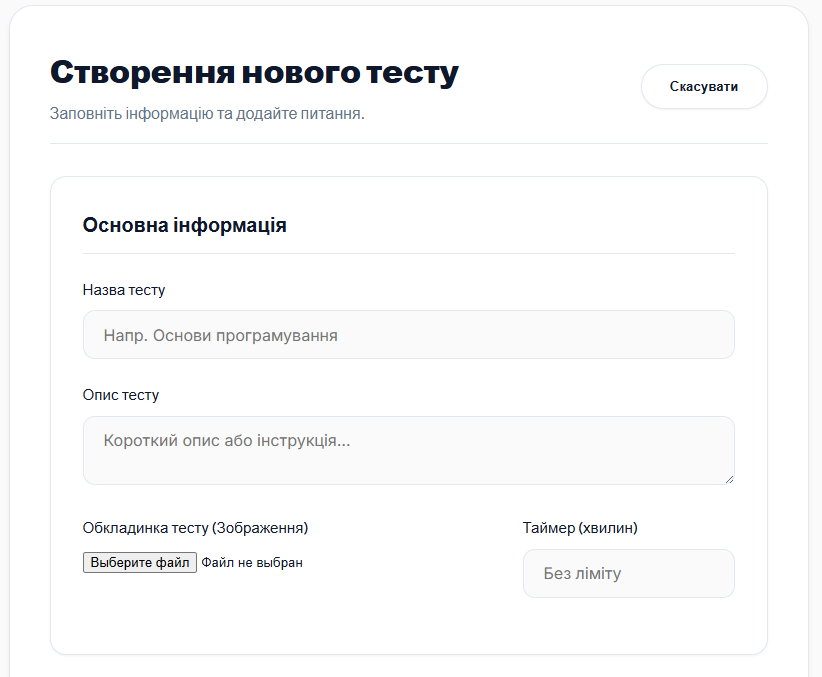 Створення нового тесту
Скасувати
Заповніть інформацію та додайте питання.
Основна інформація
Назва тесту
Напр. Основи програмування
Опис тесту
Короткий опис або інструкція...
Обкладинка тесту (Зображення)
Таймер (хвилин)
Выберите файл Файл не выбран
Без ліміту